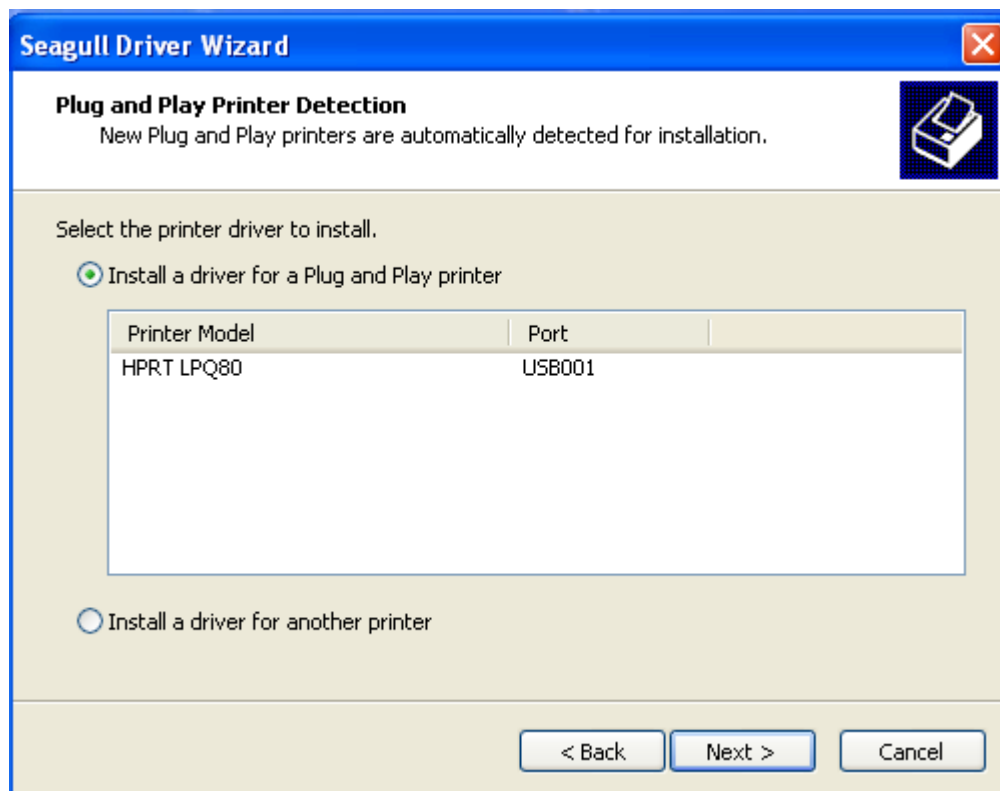 Seagull Driver Wizard
Plug and Play Printer Detection
New Plug and Play printers are automatically detected for installation.
Select the printer driver to install.
Install a driver for a Plug and Play printer
Printer Model Port
HPRT LPQ80 USB001
Install a driver for another printer
< Back Next > Cancel